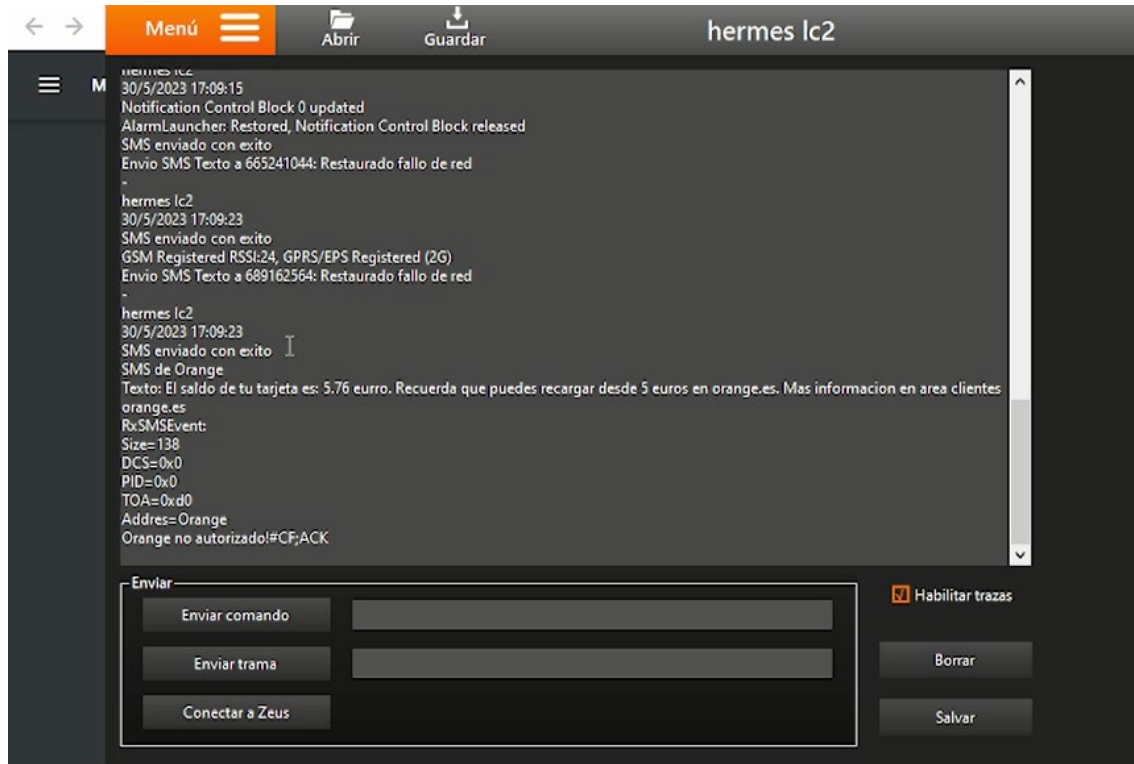 Menú
Abrir
Guardar
hermes lc2
M
hermes lc2
30/5/2023 17:09:15
Notification Control Block 0 updated
AlarmLauncher: Restored, Notification Control Block released
SMS enviado con exito
Envio SMS Texto a 665241044: Restaurado fallo de red
-
hermes lc2
30/5/2023 17:09:23
SMS enviado con exito
GSM Registered RSSI:24, GPRS/EPS Registered (2G)
Envio SMS Texto a 689162564: Restaurado fallo de red
-
hermes lc2
30/5/2023 17:09:23
SMS enviado con exito
SMS de Orange
Texto: El saldo de tu tarjeta es: 5.76 eurro. Recuerda que puedes recargar desde 5 euros en orange.es. Mas informacion en area clientes
orange.es
RxSMSEvent:
Size=138
DCS=0x0
PID=0x0
TOA=0xd0
Addres=Orange
Orange no autorizado!#CF;ACK
Enviar
Enviar comando
Enviar trama
Conectar a Zeus
Habilitar trazas
Borrar
Salvar